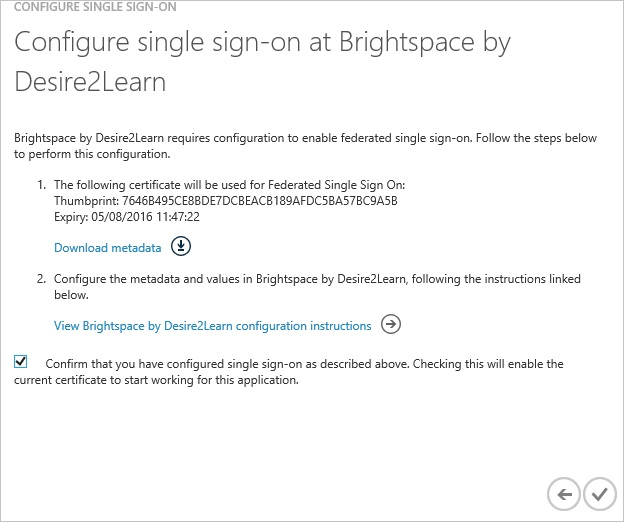 CONFIGURE SINGLE SIGN-ON
Configure single sign-on at Brightspace by
Desire2Learn
Brightspace by Desire2Learn requires configuration to enable federated single sign-on. Follow the steps below
to perform this configuration.
1. The following certificate will be used for Federated Single Sign On:
Thumbprint: 7646B495CE8BDE7DCBEACB189AFDC5BA57BC9A5B
Expiry: 05/08/2016 11:47:22
Download metadata
2. Configure the metadata and values in Brightspace by Desire2Learn, following the instructions linked
below.
View Brightspace by Desire2Learn configuration instructions
Confirm that you have configured single sign-on as described above. Checking this will enable the
current certificate to start working for this application.